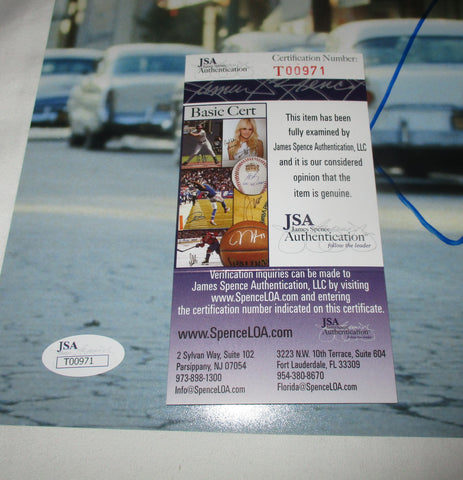 JSA
Authentication
Certification Number:
T00971
Basic Cert
This item has been
fully examined by
James Spence Authentication, LLC
and it is our considered
opinion that the
item is genuine.
JSA
James Spence
Authentication
follow the leader
Verification inquiries can be made to
James Spence Authentication, LLC by visiting
www.SpenceLOA.com and entering
the certification number indicated on this certificate.
www.SpenceLOA.com
JSA
2 Sylvan Way, Suite 102
Parsippany, NJ 07054
973-898-1300
Info@SpenceLOA.com
3223 N.W. 10th Terrace, Suite 604
Fort Lauderdale, FL 33309
954-380-8670
Florida@SpenceLOA.com
JSA
T00971